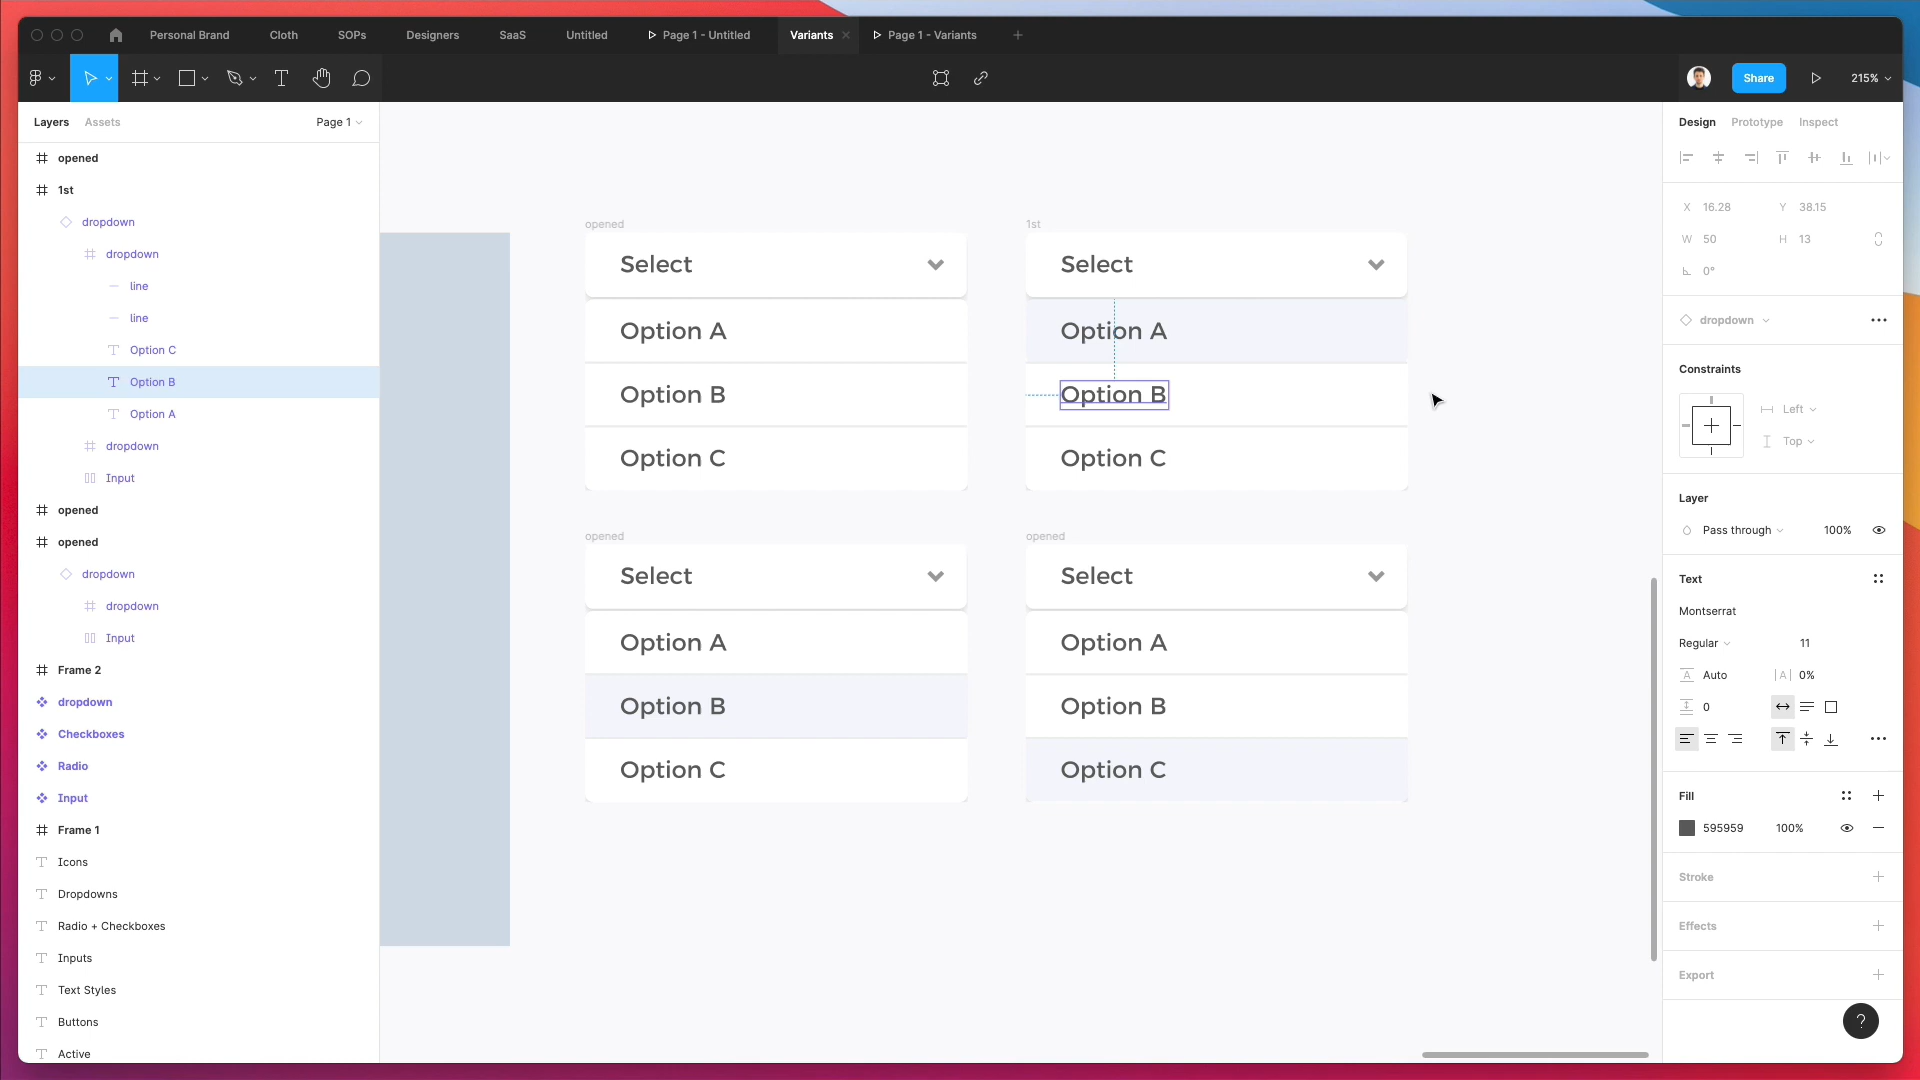 Personal Brand
Cloth
SOPs
Designers
SaaS
Untitled
Page 1 - Untitled
Variants
Page 1 - Variants
Share
215%
Layers
Assets
Page 1
opened
1st
dropdown
dropdown
line
line
Option C
Option B
Option A
dropdown
Input
opened
opened
dropdown
dropdown
Input
Frame 2
dropdown
Checkboxes
Radio
Input
Frame 1
Icons
Dropdowns
Radio + Checkboxes
Inputs
Text Styles
Buttons
Active
opened
Select
Option A
Option B
Option C
1st
Select
Option A
Option B
Option C
opened
Select
Option A
Option B
Option C
opened
Select
Option A
Option B
Option C
Design
Prototype
Inspect
X 16.28
Y 38.15
W 50
H 13
0°
dropdown
Constraints
Left
Top
Layer
Pass through
100%
Text
Montserrat
Regular
11
A Auto
|A| 0%
0
Fill
595959
100%
Stroke
Effects
Export
?